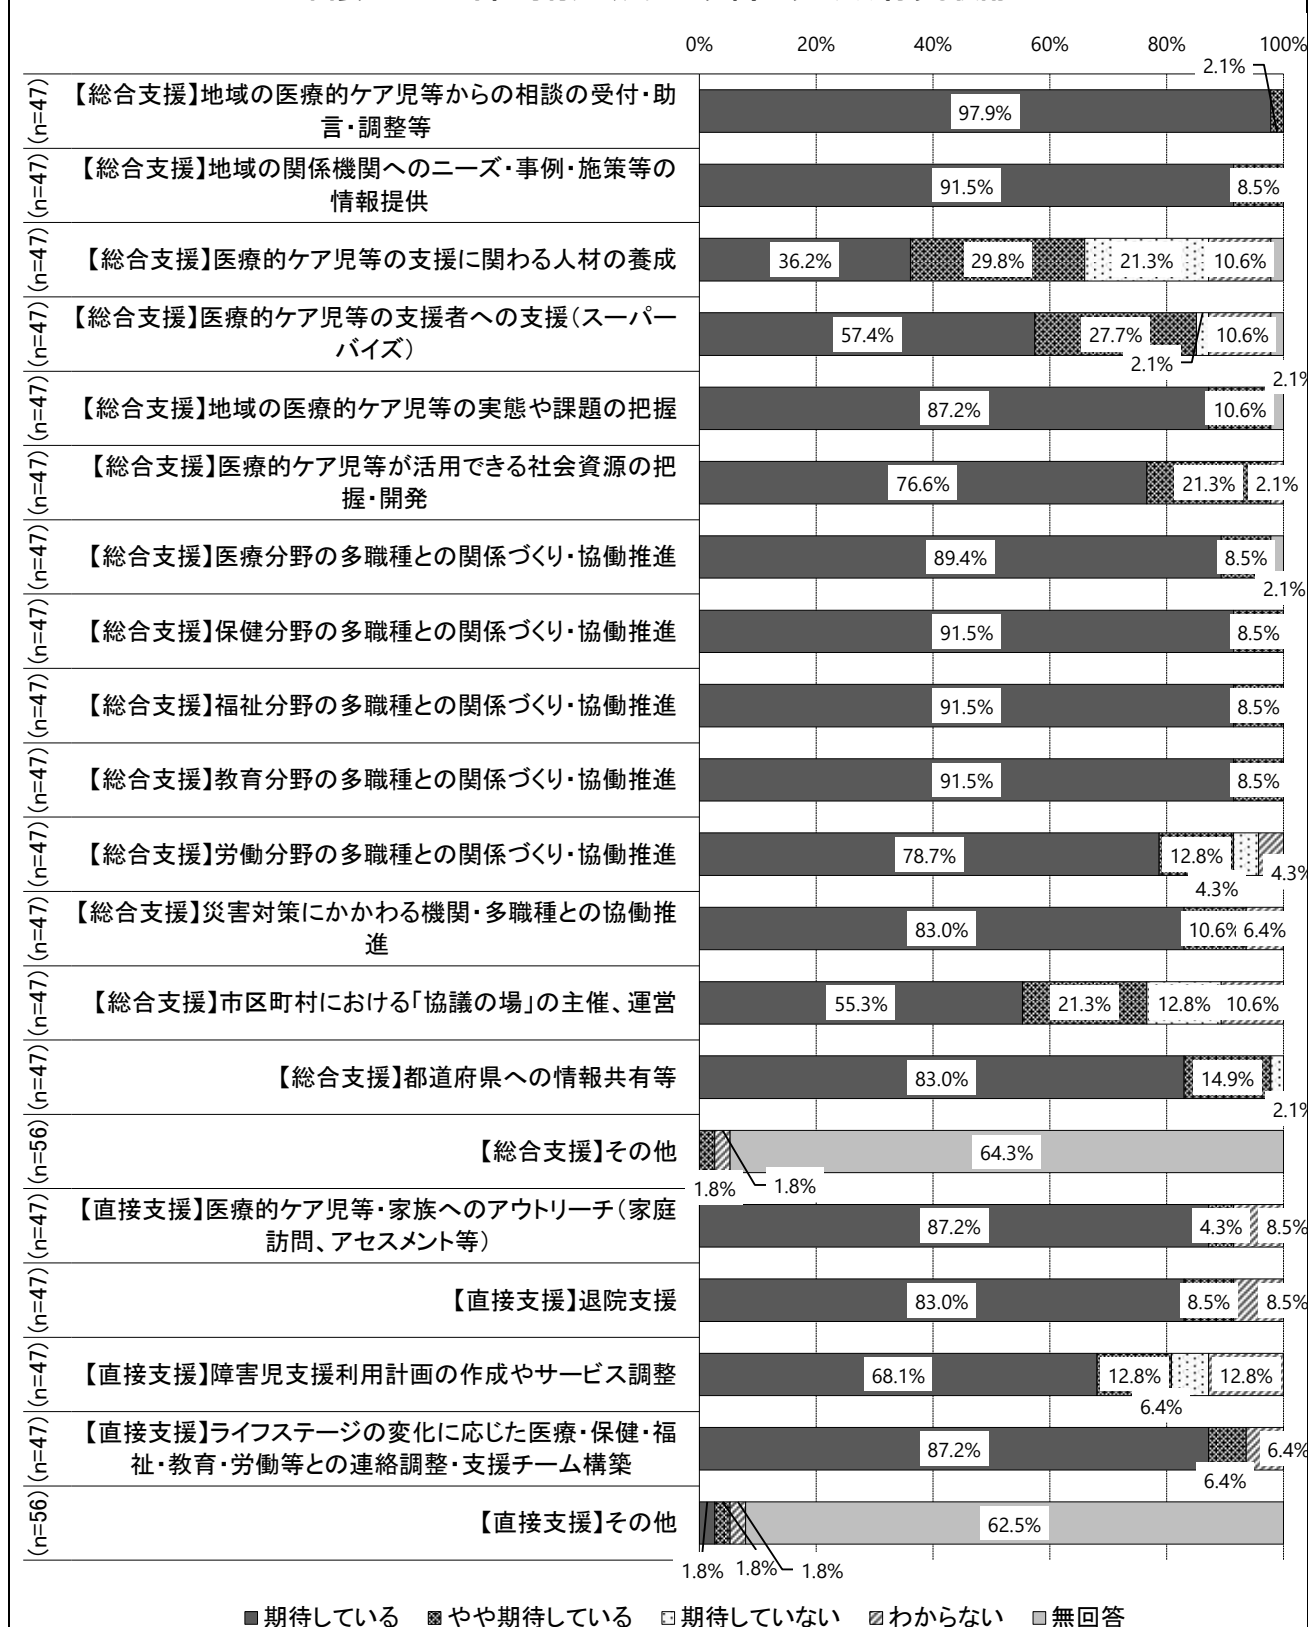 0% 20% 40% 60% 80% 100%
(n=47) 【総合支援】地域の医療的ケア児等からの相談の受付・助
言・調整等
97.9% 2.1%
(n=47) 【総合支援】地域の関係機関へのニーズ・事例・施策等の
情報提供
91.5% 8.5%
(n=47) 【総合支援】医療的ケア児等の支援に関わる人材の養成
36.2% 29.8% 21.3% 10.6%
(n=47) 【総合支援】医療的ケア児等の支援者への支援(スーパー
バイズ)
57.4% 27.7% 2.1% 10.6%
(n=47) 【総合支援】地域の医療的ケア児等の実態や課題の把握
87.2% 10.6% 2.1%
(n=47) 【総合支援】医療的ケア児等が活用できる社会資源の把
握・開発
76.6% 21.3% 2.1%
(n=47) 【総合支援】医療分野の多職種との関係づくり・協働推進
89.4% 8.5% 2.1%
(n=47) 【総合支援】保健分野の多職種との関係づくり・協働推進
91.5% 8.5%
(n=47) 【総合支援】福祉分野の多職種との関係づくり・協働推進
91.5% 8.5%
(n=47) 【総合支援】教育分野の多職種との関係づくり・協働推進
91.5% 8.5%
(n=47) 【総合支援】労働分野の多職種との関係づくり・協働推進
78.7% 12.8% 4.3% 4.3%
(n=47) 【総合支援】災害対策にかかわる機関・多職種との協働推
進
83.0% 10.6% 6.4%
(n=47) 【総合支援】市区町村における「協議の場」の主催、運営
55.3% 21.3% 12.8% 10.6%
(n=47) 【総合支援】都道府県への情報共有等
83.0% 14.9% 2.1%
(n=56) 【総合支援】その他
1.8% 1.8% 64.3%
(n=47) 【直接支援】医療的ケア児等・家族へのアウトリーチ(家庭
訪問、アセスメント等)
87.2% 4.3% 8.5%
(n=47) 【直接支援】退院支援
83.0% 8.5% 8.5%
(n=47) 【直接支援】障害児支援利用計画の作成やサービス調整
68.1% 12.8% 6.4% 12.8%
(n=47) 【直接支援】ライフステージの変化に応じた医療・保健・福
祉・教育・労働等との連絡調整・支援チーム構築
87.2% 6.4% 6.4%
(n=56) 【直接支援】その他
1.8% 1.8% 1.8% 62.5%
期待している やや期待している 期待していない わからない 無回答